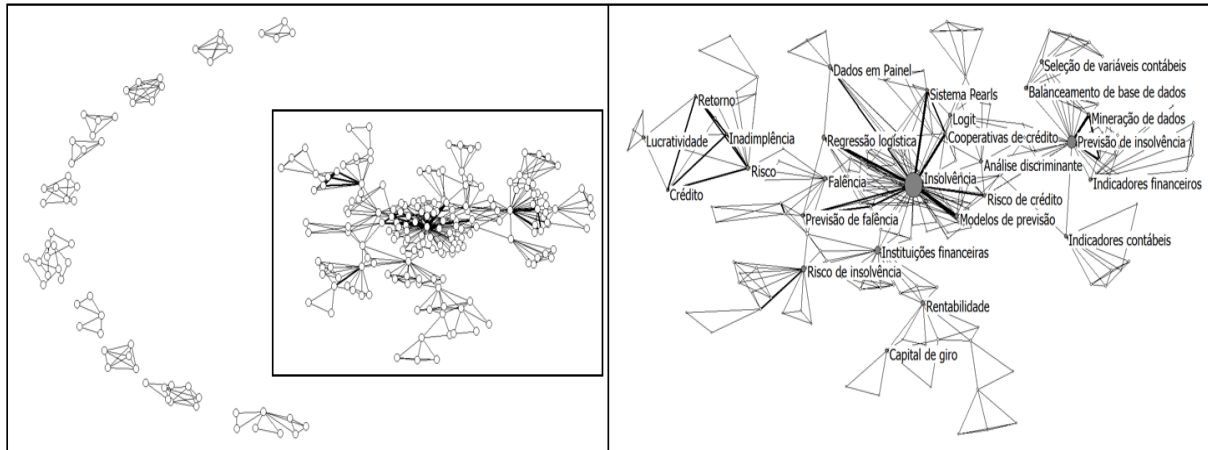 Dados em Painel
Seleção de variáveis contábeis
Sistema Pearls
Balanceamento de base de dados
Retorno
Logit
Mineração de dados
Lucratividade
Inadimplência
Regressão logística
Cooperativas de crédito
Previsão de insolvência
Risco
Análise discriminante
Crédito
Falência
Insolvência
Indicadores financeiros
Risco de crédito
Previsão de falência
Modelos de previsão
Indicadores contábeis
Instituições financeiras
Risco de insolvência
Rentabilidade
Capital de giro